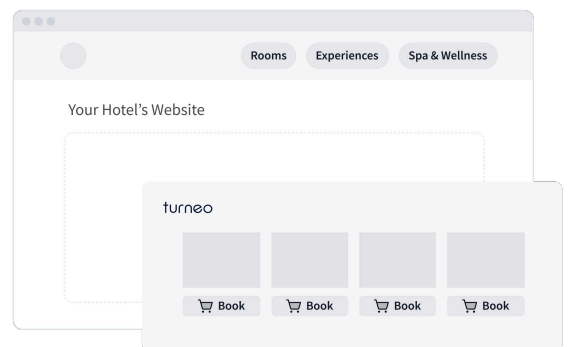 Rooms Experiences Spa & Wellness
Your Hotel's Website
turneo
Book Book Book Book